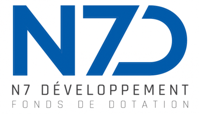 N7D
N7 DÉVELOPPEMENT
FONDS DE DOTATION